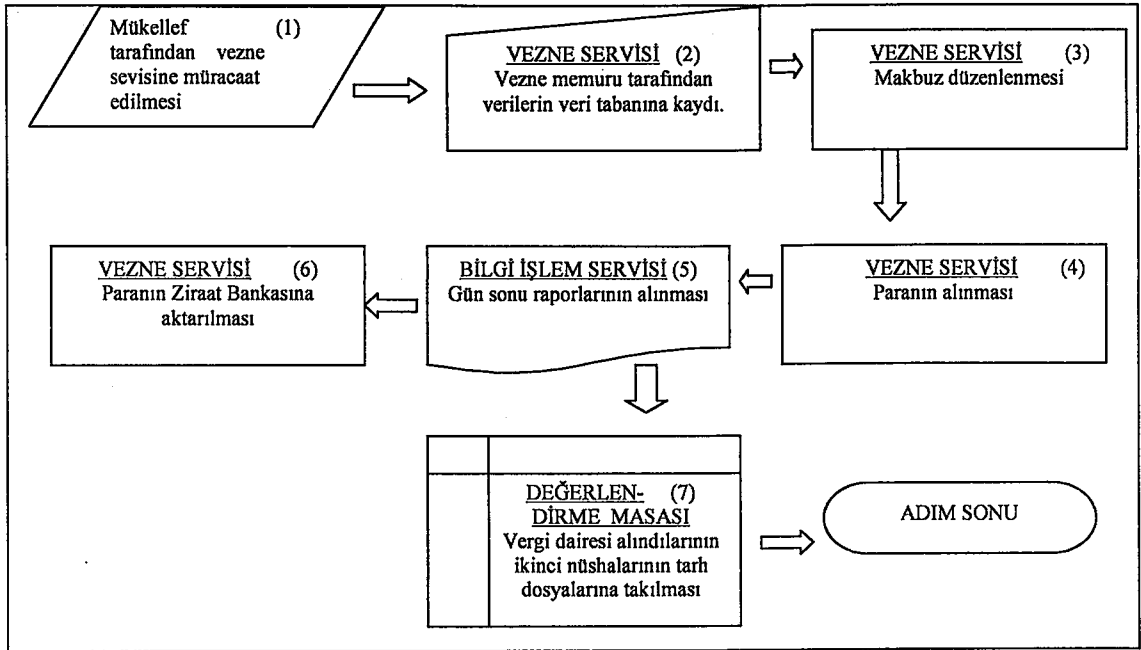 Mükellef (1)
tarafından vezne
sevisine müracaat
edilmesi
VEZNE SERVİSİ (2)
Vezne memuru tarafından
verilerin veri tabanına kaydı.
VEZNE SERVİSİ (3)
Makbuz düzenlenmesi
VEZNE SERVİSİ (4)
Paranın alınması
BİLGİ İŞLEM SERVİSİ (5)
Gün sonu raporlarının alınması
VEZNE SERVİSİ (6)
Paranın Ziraat Bankasına
aktarılması
DEĞERLEN- (7)
DİRME MASASI
Vergi dairesi alındılarının
ikinci nüshalarının tarh
dosyalarına takılması
ADIM SONU